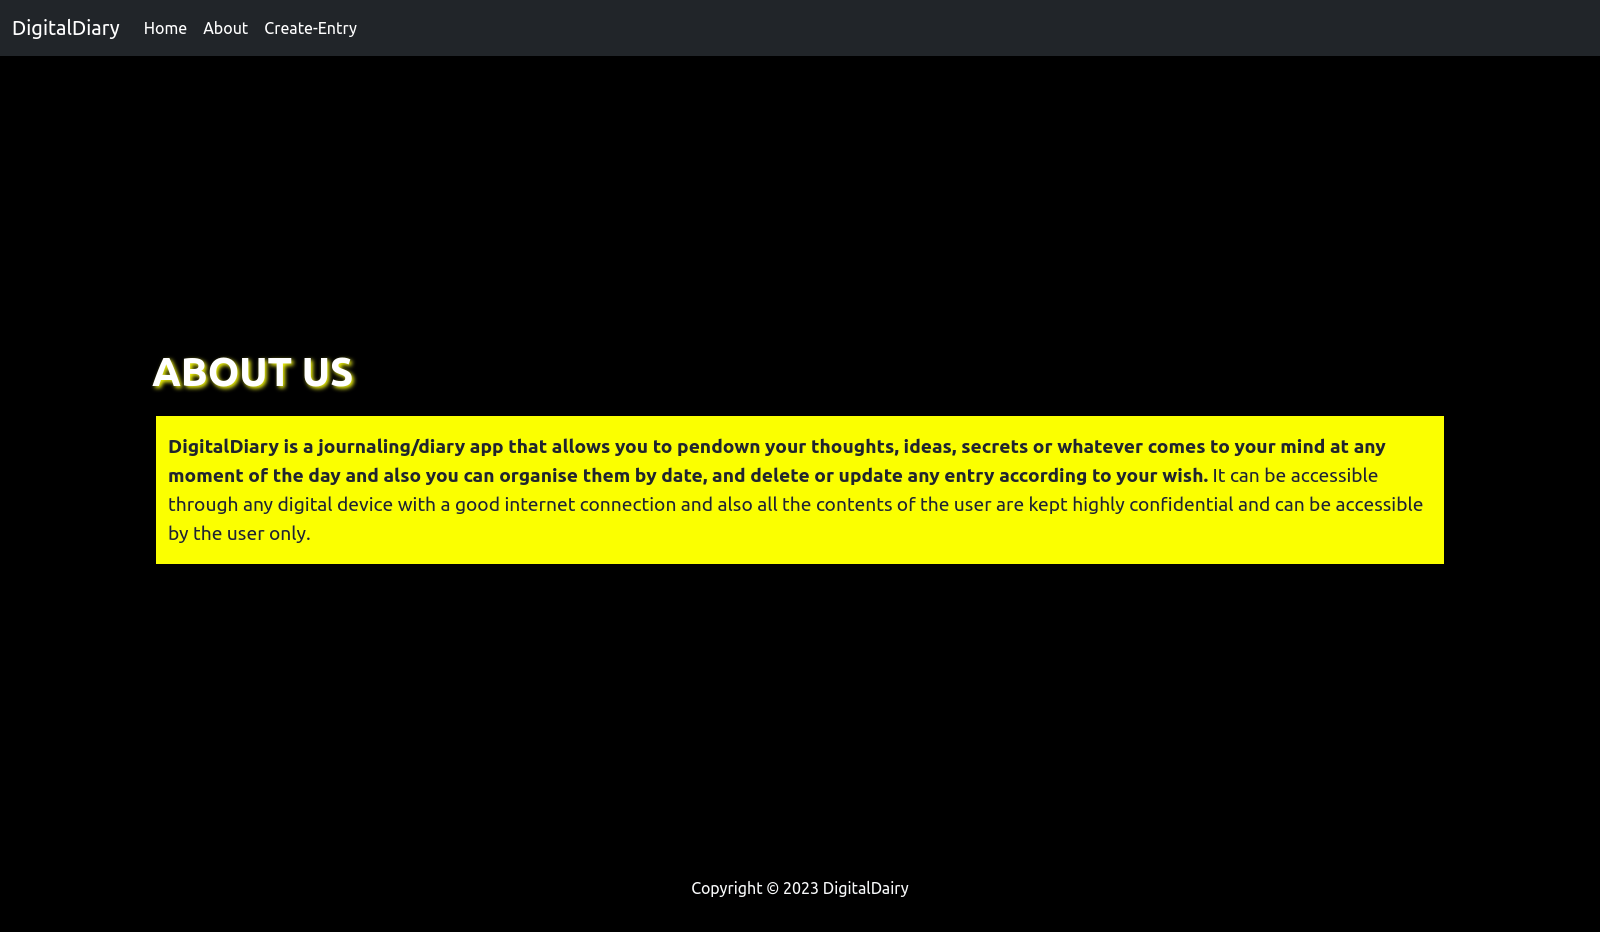 DigitalDiary Home About Create-Entry
ABOUT US
DigitalDiary is a journaling/diary app that allows you to pendown your thoughts, ideas, secrets or whatever comes to your mind at any
moment of the day and also you can organise them by date, and delete or update any entry according to your wish. It can be accessible
through any digital device with a good internet connection and also all the contents of the user are kept highly confidential and can be accessible
by the user only.
Copyright © 2023 DigitalDairy